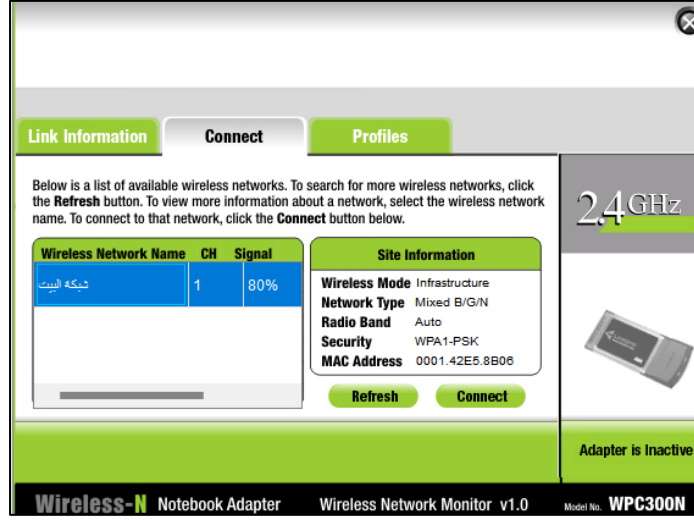 Link Information Connect Profiles
Below is a list of available wireless networks. To search for more wireless networks, click
the Refresh button. To view more information about a network, select the wireless network
name. To connect to that network, click the Connect button below.
2.4GHz
Wireless Network Name CH Signal
شبكه البيت 1 80%
Site Information
Wireless Mode Infrastructure
Network Type Mixed B/G/N
Radio Band Auto
Security WPA1-PSK
MAC Address 0001.42E5.8B06
Refresh Connect
Adapter is Inactive
Wireless-N Notebook Adapter Wireless Network Monitor v1.0 Model No. WPC300N